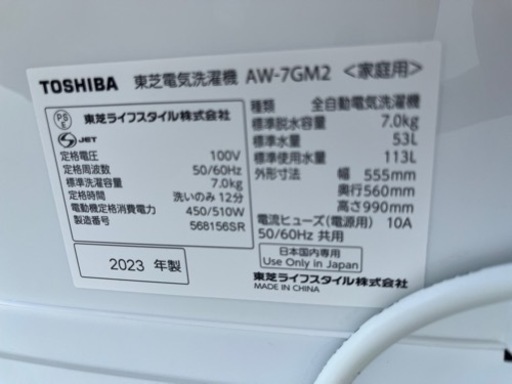 TOSHIBA 東芝電気洗濯機 AW-7GM2 <家庭用>
PS E 東芝ライフスタイル株式会社
JET
定格電圧 100V
定格周波数 50/60Hz
標準洗濯容量 7.0kg
定格時間 洗いのみ 12分
電動機定格消費電力 450/510W
製造番号 568156SR
2023 年製
種類 全自動電気洗濯機
標準脱水容量 7.0kg
標準水量 53L
標準使用水量 113L
外形寸法 幅 555mm
奥行560mm
高さ990mm
電流ヒューズ(電源用) 10A
50/60Hz 共用
日本国内専用
Use Only in Japan
東芝ライフスタイル株式会社
MADE IN CHINA